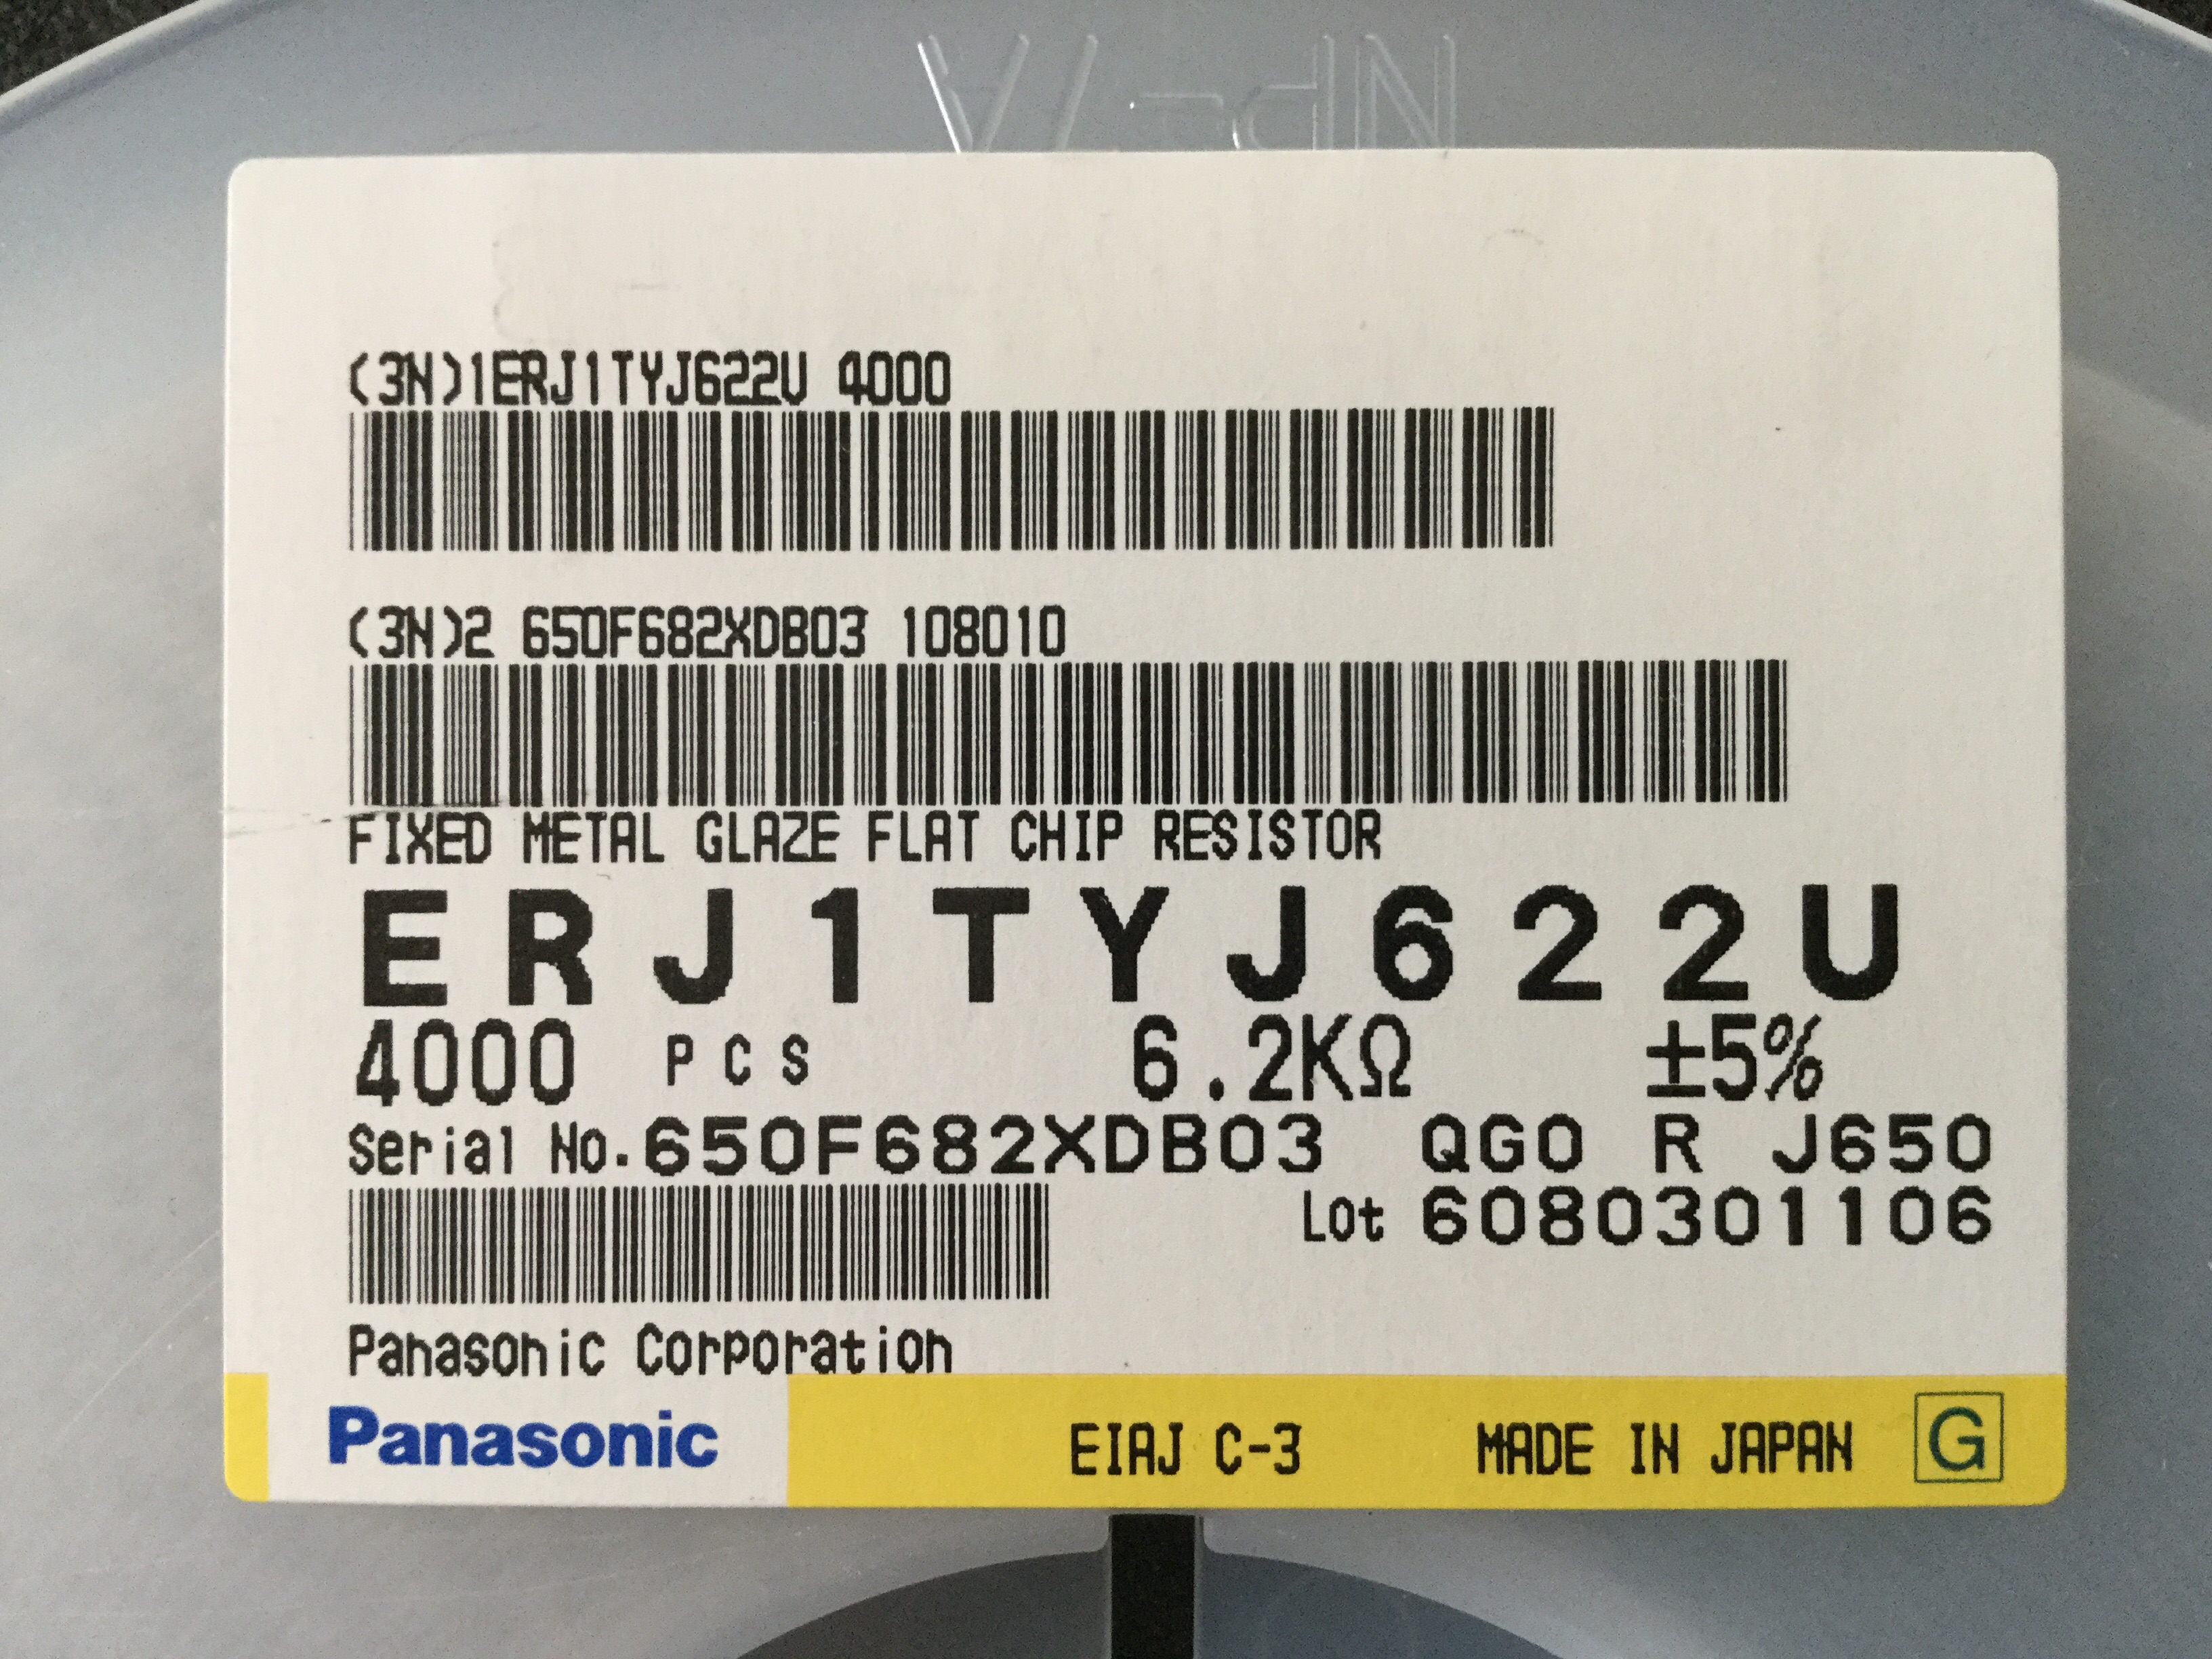 (3N)1ERJ1TYJ622U 4000
(3N)2 650F682XDB03 108010
FIXED METAL GLAZE FLAT CHIP RESISTOR
ERJ1TYJ622U
4000 PCS 6.2KΩ ±5%
Serial No.650F682XDB03 QGO R J650
Lot 6080301106
Panasonic Corporation
Panasonic EIAJ C-3 MADE IN JAPAN G